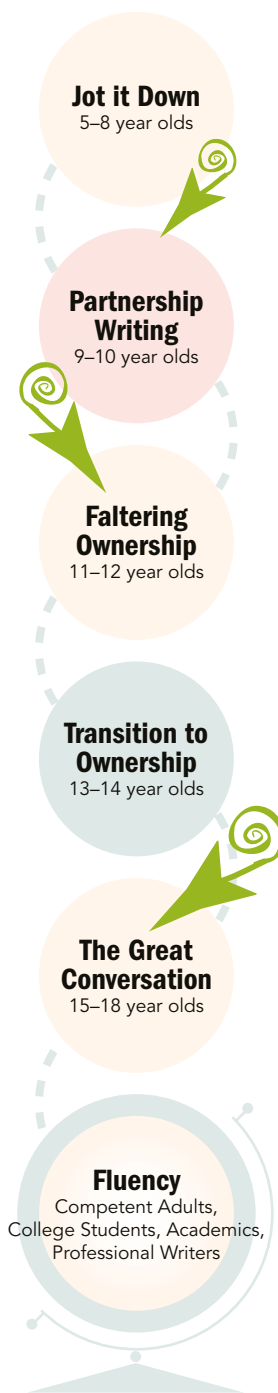 Jot it Down
5–8 year olds
Partnership
Writing
9–10 year olds
Faltering
Ownership
11–12 year olds
Transition to
Ownership
13–14 year olds
The Great
Conversation
15–18 year olds
Fluency
Competent Adults,
College Students, Academics,
Professional Writers